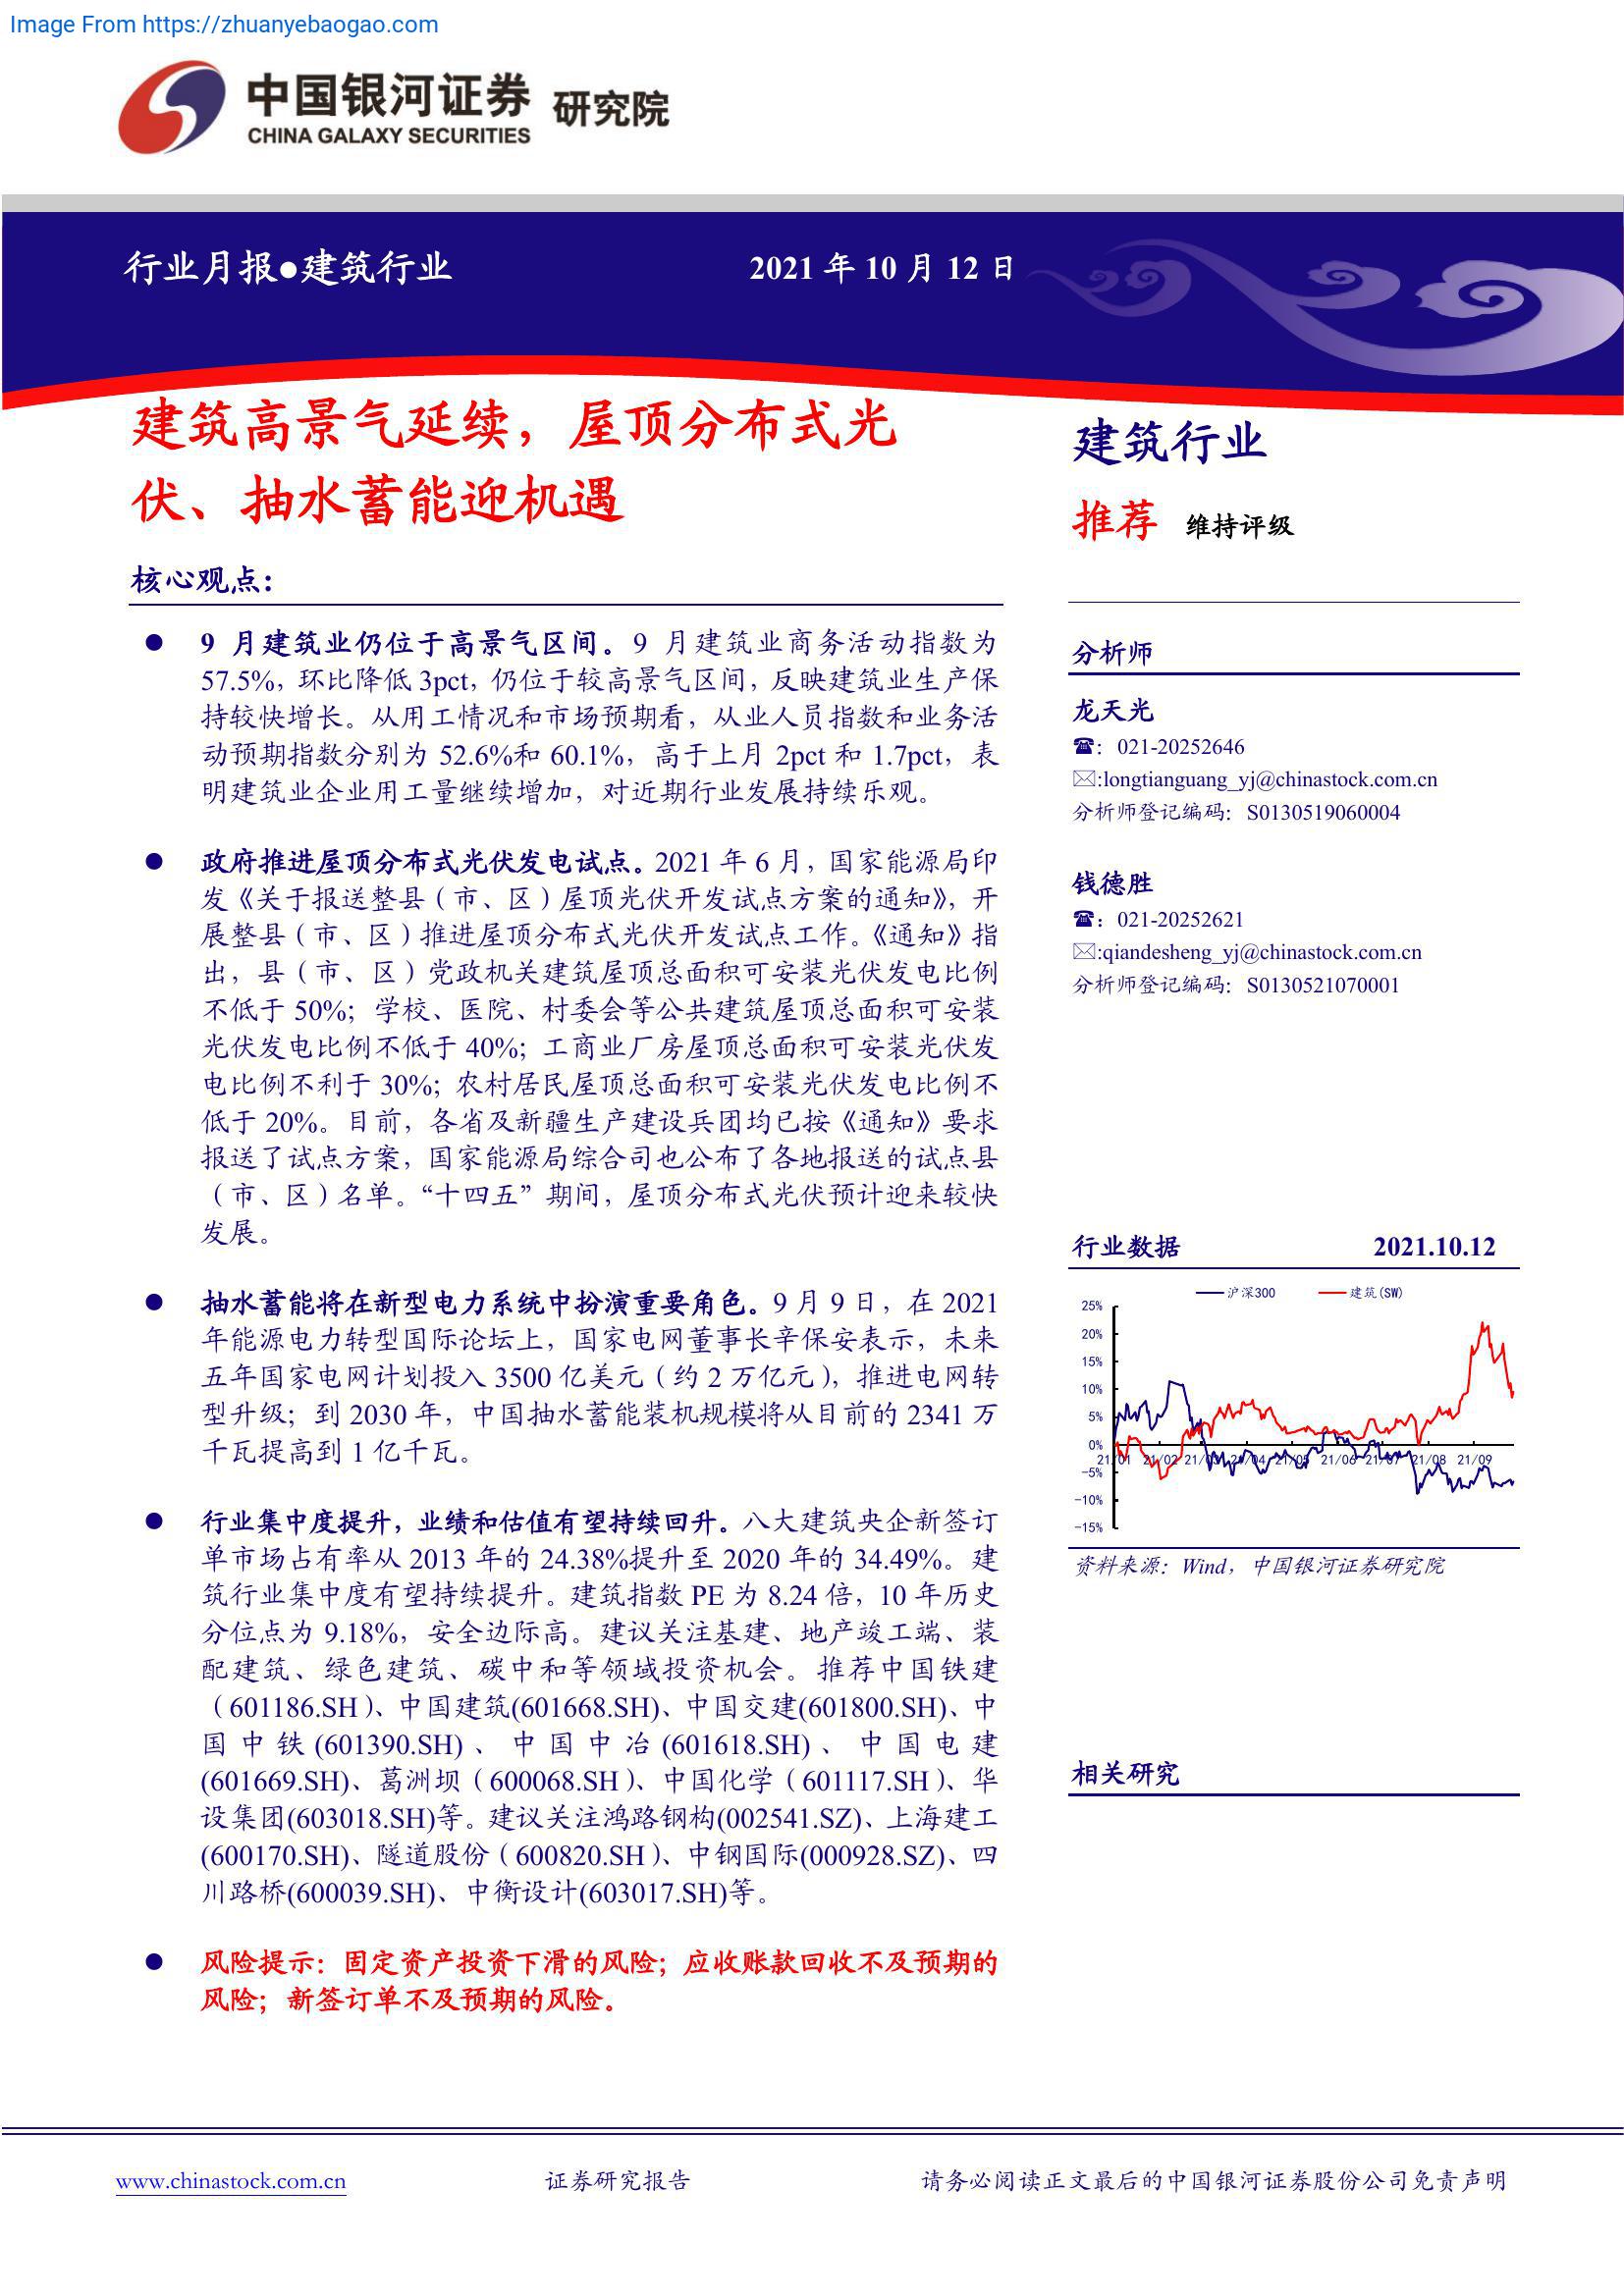 Image From https://zhuanyebaogao.com
中国银河证券 研究院
CHINA GALAXY SECURITIES
行业月报●建筑行业
2021 年 10 月 12 日
建筑高景气延续，屋顶分布式光
伏、抽水蓄能迎机遇
核心观点：
● 9 月建筑业仍位于高景气区间。9 月建筑业商务活动指数为
57.5%，环比降低 3pct，仍位于较高景气区间，反映建筑业生产保
持较快增长。从用工情况和市场预期看，从业人员指数和业务活
动预期指数分别为 52.6%和 60.1%，高于上月 2pct 和 1.7pct，表
明建筑业企业用工量继续增加，对近期行业发展持续乐观。
● 政府推进屋顶分布式光伏发电试点。2021 年 6 月，国家能源局印
发《关于报送整县（市、区）屋顶光伏开发试点方案的通知》，开
展整县（市、区）推进屋顶分布式光伏开发试点工作。《通知》指
出，县（市、区）党政机关建筑屋顶总面积可安装光伏发电比例
不低于 50%；学校、医院、村委会等公共建筑屋顶总面积可安装
光伏发电比例不低于 40%；工商业厂房屋顶总面积可安装光伏发
电比例不利于 30%；农村居民屋顶总面积可安装光伏发电比例不
低于 20%。目前，各省及新疆生产建设兵团均已按《通知》要求
报送了试点方案，国家能源局综合司也公布了各地报送的试点县
（市、区）名单。“十四五”期间，屋顶分布式光伏预计迎来较快
发展。
● 抽水蓄能将在新型电力系统中扮演重要角色。9 月 9 日，在 2021
年能源电力转型国际论坛上，国家电网董事长辛保安表示，未来
五年国家电网计划投入 3500 亿美元（约 2 万亿元），推进电网转
型升级；到 2030 年，中国抽水蓄能装机规模将从目前的 2341 万
千瓦提高到 1 亿千瓦。
● 行业集中度提升，业绩和估值有望持续回升。八大建筑央企新签订
单市场占有率从 2013 年的 24.38%提升至 2020 年的 34.49%。建
筑行业集中度有望持续提升。建筑指数 PE 为 8.24 倍，10 年历史
分位点为 9.18%，安全边际高。建议关注基建、地产竣工端、装
配建筑、绿色建筑、碳中和等领域投资机会。推荐中国铁建
（601186.SH）、中国建筑(601668.SH)、中国交建(601800.SH)、中
国中铁(601390.SH)、中国中冶(601618.SH)、中国电建
(601669.SH)、葛洲坝（600068.SH）、中国化学（601117.SH）、华
设集团(603018.SH)等。建议关注鸿路钢构(002541.SZ)、上海建工
(600170.SH)、隧道股份（600820.SH）、中钢国际(000928.SZ)、四
川路桥(600039.SH)、中衡设计(603017.SH)等。
● 风险提示：固定资产投资下滑的风险；应收账款回收不及预期的
风险；新签订单不及预期的风险。
建筑行业
推荐 维持评级
分析师
龙天光
☎：021-20252646
✉:longtianguang_yj@chinastock.com.cn
分析师登记编码：S0130519060004
钱德胜
☎：021-20252621
✉:qiandesheng_yj@chinastock.com.cn
分析师登记编码：S0130521070001
行业数据 2021.10.12
沪深300 建筑(SW)
25%
20%
15%
10%
5%
0%
21/01 21/02 21/03 21/04 21/05 21/06 21/07 21/08 21/09
-5%
-10%
-15%
资料来源：Wind，中国银河证券研究院
相关研究
www.chinastock.com.cn
证券研究报告
请务必阅读正文最后的中国银河证券股份公司免责声明